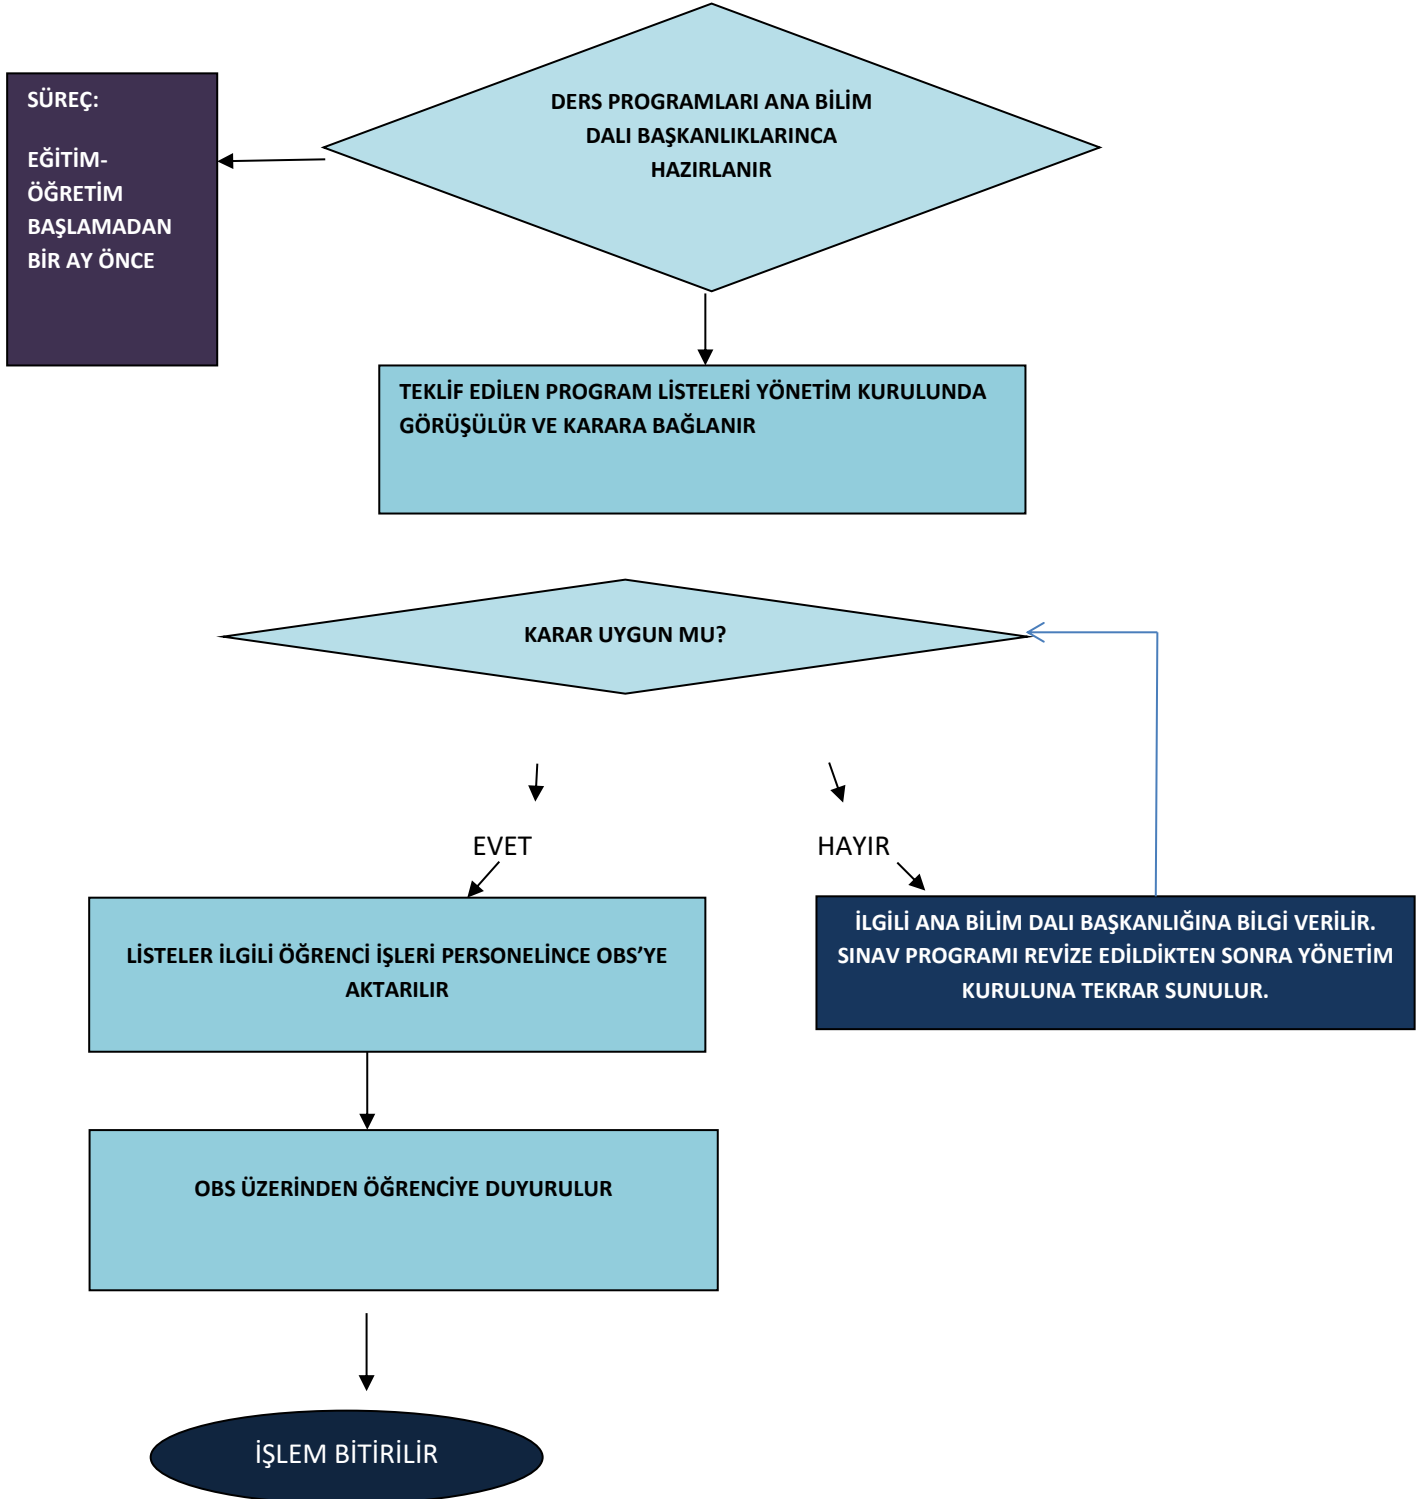 DERS PROGRAMLARI ANA BİLİM
DALI BAŞKANLIKLARINCA
HAZIRLANIR
SÜREÇ:
EĞİTİM-
ÖĞRETİM
BAŞLAMADAN
BİR AY ÖNCE
TEKLİF EDİLEN PROGRAM LİSTELERİ YÖNETİM KURULUNDA
GÖRÜŞÜLÜR VE KARARA BAĞLANIR
KARAR UYGUN MU?
EVET
HAYIR
LİSTELER İLGİLİ ÖĞRENCİ İŞLERİ PERSONELİNCE OBS’YE
AKTARILIR
İLGİLİ ANA BİLİM DALI BAŞKANLIĞINA BİLGİ VERİLİR.
SINAV PROGRAMI REVİZE EDİLDİKTEN SONRA YÖNETİM
KURULUNA TEKRAR SUNULUR.
OBS ÜZERİNDEN ÖĞRENCİYE DUYURULUR
İŞLEM BİTİRİLİR